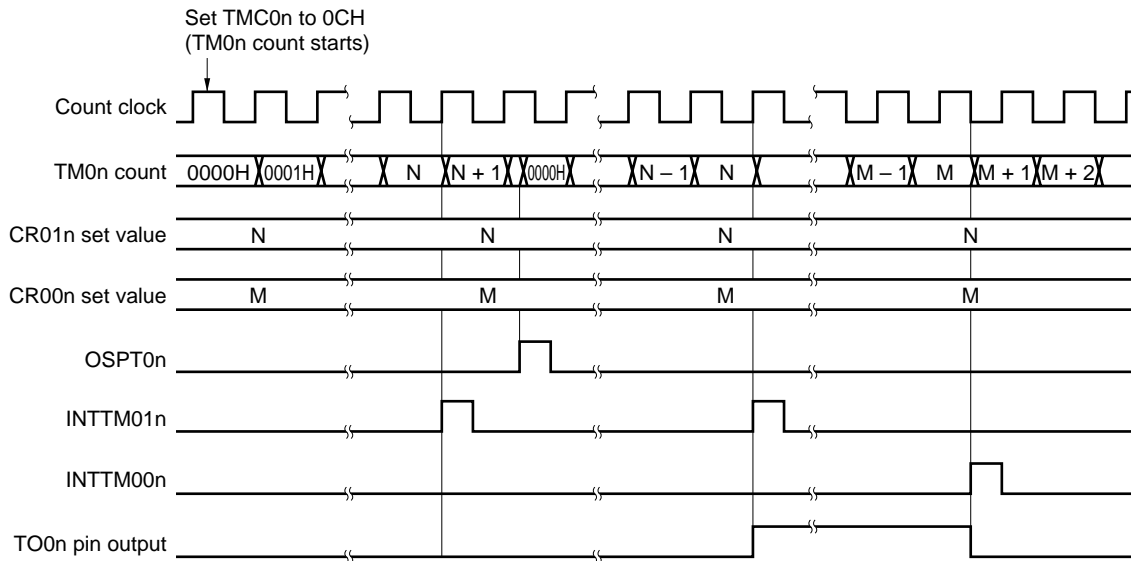 Set TMC0n to 0CH
(TM0n count starts)
Count clock
TM0n count 0000H 0001H N N + 1 0000H N – 1 N M – 1 M M + 1 M + 2
CR01n set value N N N N
CR00n set value M M M M
OSPT0n
INTTM01n
INTTM00n
TO0n pin output